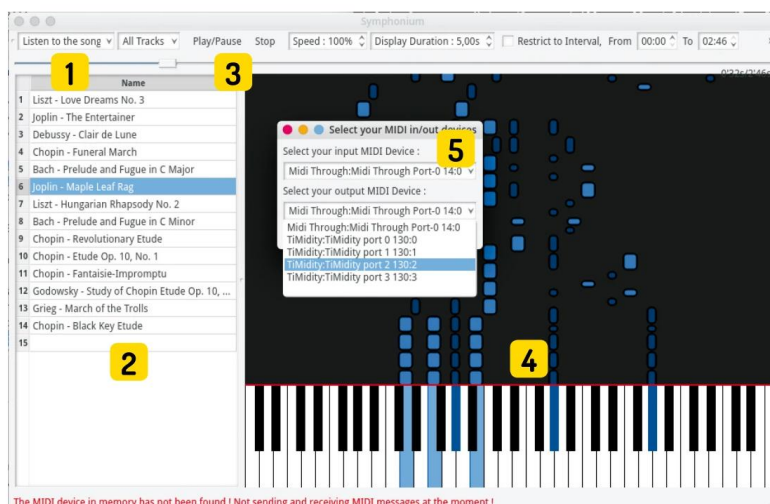 Symphonium
Listen to the song All Tracks Play/Pause Stop Speed : 100% Display Duration : 5,00s Restrict to Interval, From 00:00 To 02:46
1
3
0'32s/2'46s
Name
1 Liszt - Love Dreams No. 3
2 Joplin - The Entertainer
3 Debussy - Clair de Lune
4 Chopin - Funeral March
5 Bach - Prelude and Fugue in C Major
6 Joplin - Maple Leaf Rag
7 Liszt - Hungarian Rhapsody No. 2
8 Bach - Prelude and Fugue in C Minor
9 Chopin - Revolutionary Etude
10 Chopin - Etude Op. 10, No. 1
11 Chopin - Fantaisie-Impromptu
12 Godowsky - Study of Chopin Etude Op. 10, ...
13 Grieg - March of the Trolls
14 Chopin - Black Key Etude
15
2
Select your MIDI in/out devices
5
Select your input MIDI Device :
Midi Through:Midi Through Port-0 14:0
Select your output MIDI Device :
Midi Through:Midi Through Port-0 14:0
Midi Through:Midi Through Port-0 14:0
TiMidity:TiMidity port 0 130:0
TiMidity:TiMidity port 1 130:1
TiMidity:TiMidity port 2 130:2
TiMidity:TiMidity port 3 130:3
4
The MIDI device in memory has not been found ! Not sending and receiving MIDI messages at the moment !